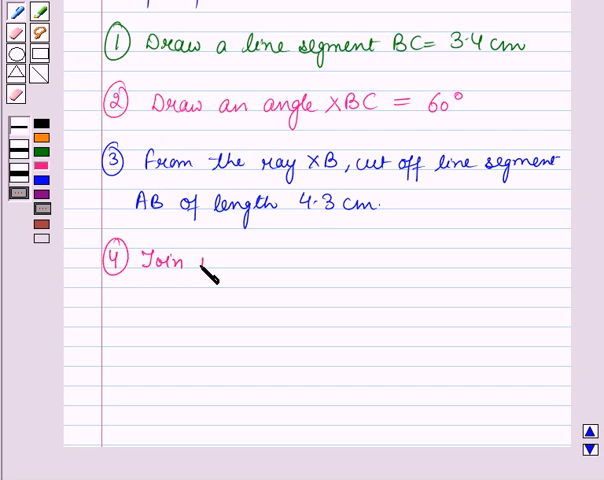 ① Draw a line segment BC = 3.4 cm
② Draw an angle XBC = 60°
③ From the ray XB, cut off line segment
AB of length 4.3 cm.
④ Join